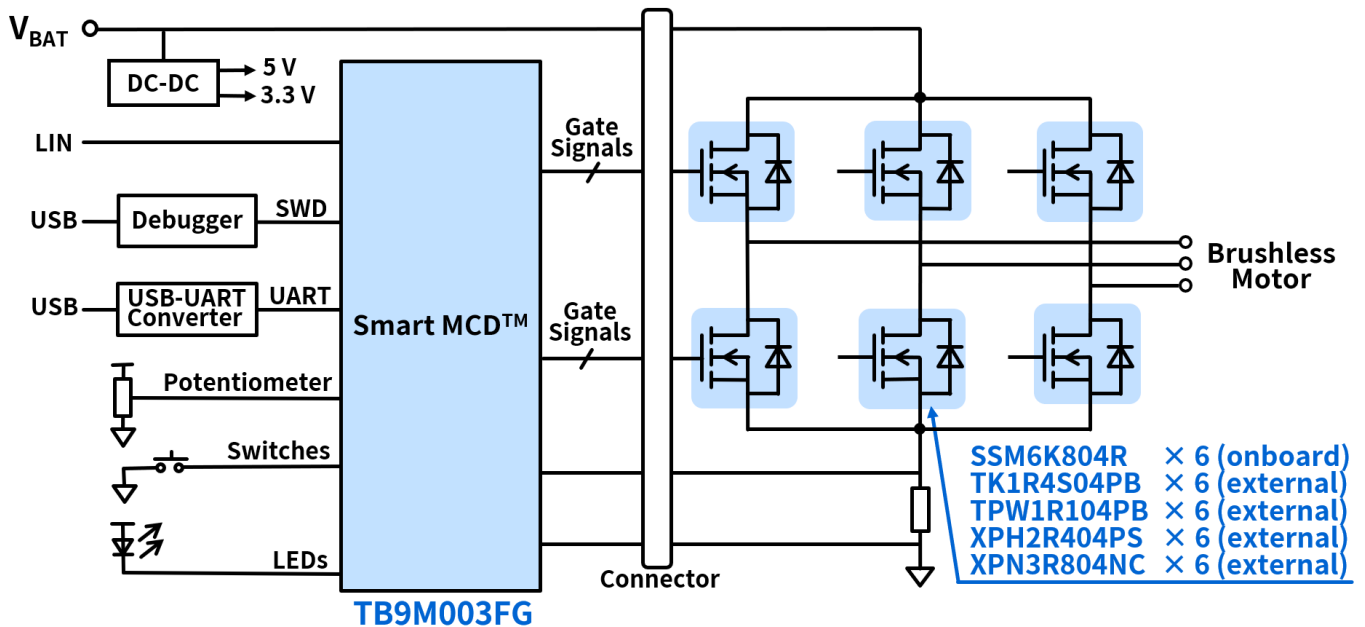 VBAT
DC-DC
5 V
3.3 V
LIN
USB
Debugger
SWD
USB
USB-UART
Converter
UART
Potentiometer
Switches
LEDs
Smart MCD™
TB9M003FG
Gate
Signals
Gate
Signals
Connector
Brushless
Motor
SSM6K804R × 6 (onboard)
TK1R4S04PB × 6 (external)
TPW1R104PB × 6 (external)
XPH2R404PS × 6 (external)
XPN3R804NC × 6 (external)